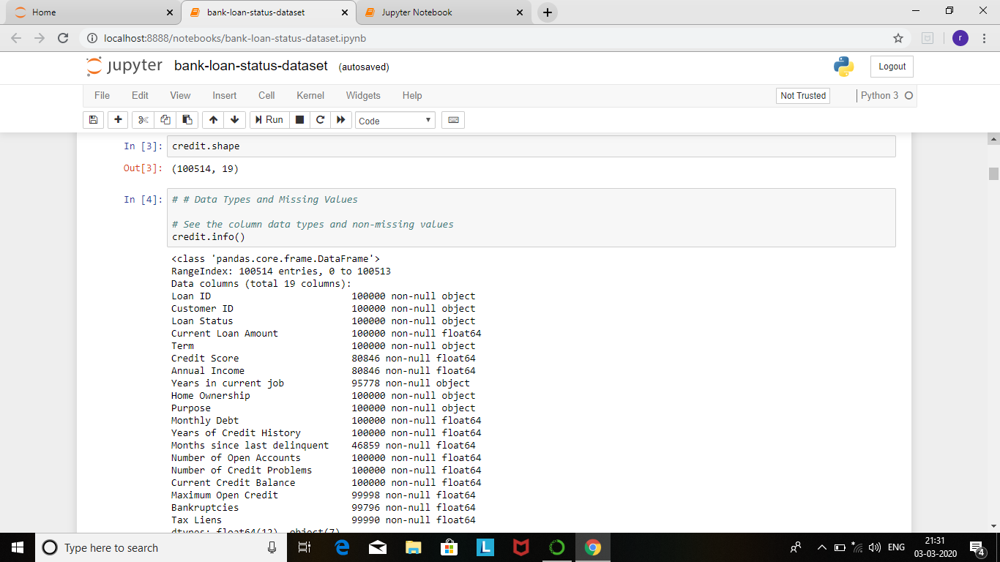 Home
bank-loan-status-dataset
Jupyter Notebook
localhost:8888/notebooks/bank-loan-status-dataset.ipynb
r
jupyter bank-loan-status-dataset (autosaved)
Logout
File Edit View Insert Cell Kernel Widgets Help
Not Trusted
Python 3
Run
Code
In [3]: credit.shape
Out[3]: (100514, 19)
In [4]: # # Data Types and Missing Values
# See the column data types and non-missing values
credit.info()
<class 'pandas.core.frame.DataFrame'>
RangeIndex: 100514 entries, 0 to 100513
Data columns (total 19 columns):
Loan ID 100000 non-null object
Customer ID 100000 non-null object
Loan Status 100000 non-null object
Current Loan Amount 100000 non-null float64
Term 100000 non-null object
Credit Score 80846 non-null float64
Annual Income 80846 non-null float64
Years in current job 95778 non-null object
Home Ownership 100000 non-null object
Purpose 100000 non-null object
Monthly Debt 100000 non-null float64
Years of Credit History 100000 non-null float64
Months since last delinquent 46859 non-null float64
Number of Open Accounts 100000 non-null float64
Number of Credit Problems 100000 non-null float64
Current Credit Balance 100000 non-null float64
Maximum Open Credit 99998 non-null float64
Bankruptcies 99796 non-null float64
Tax Liens 99990 non-null float64
dtypes: float64(12), object(7)
Type here to search
L
ENG
21:31
03-03-2020
4